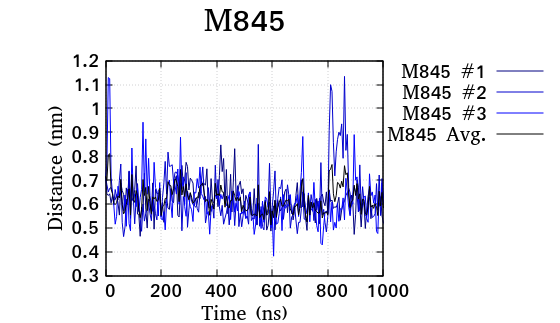 M845
1.2
1.1
1
0.9
0.8
0.7
0.6
0.5
0.4
0.3
Distance (nm)
0 200 400 600 800 1000
Time (ns)
M845 #1
M845 #2
M845 #3
M845 Avg.